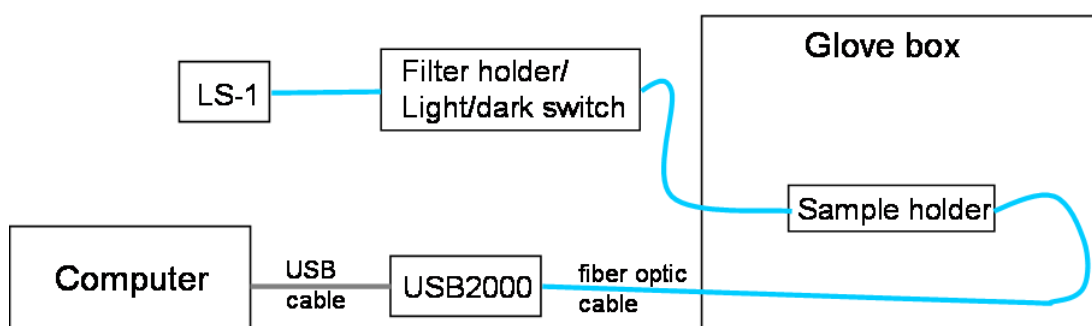 Glove box
LS-1
Filter holder/
Light/dark switch
Sample holder
Computer
USB
cable
USB2000
fiber optic
cable